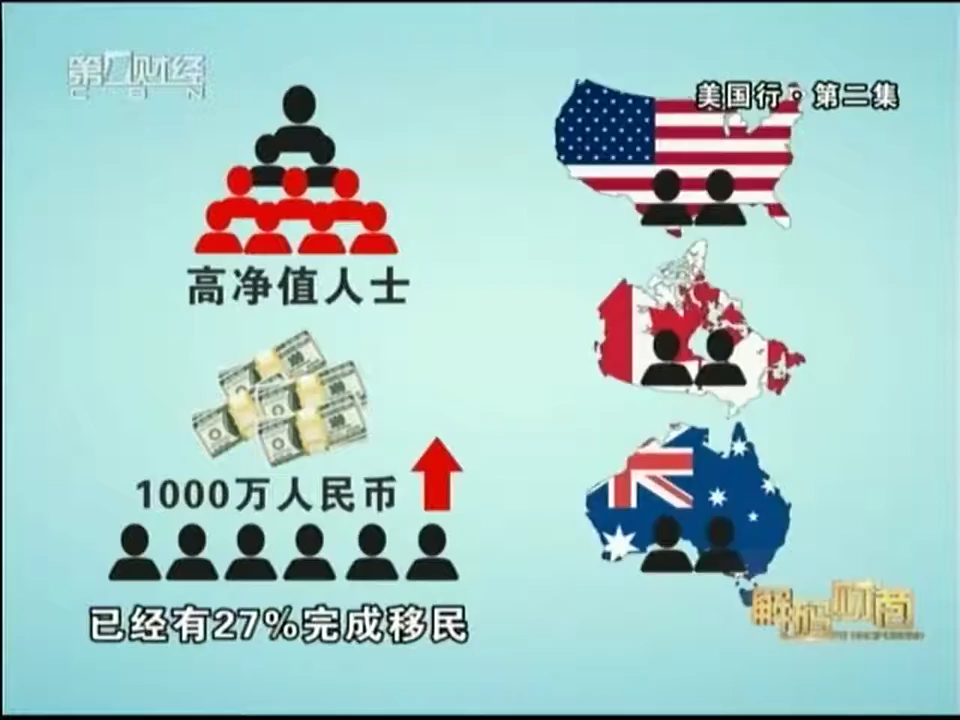 第一财经
CBN
美国行·第二集
高净值人士
1000万人民币
已经有27%完成移民
解码财商